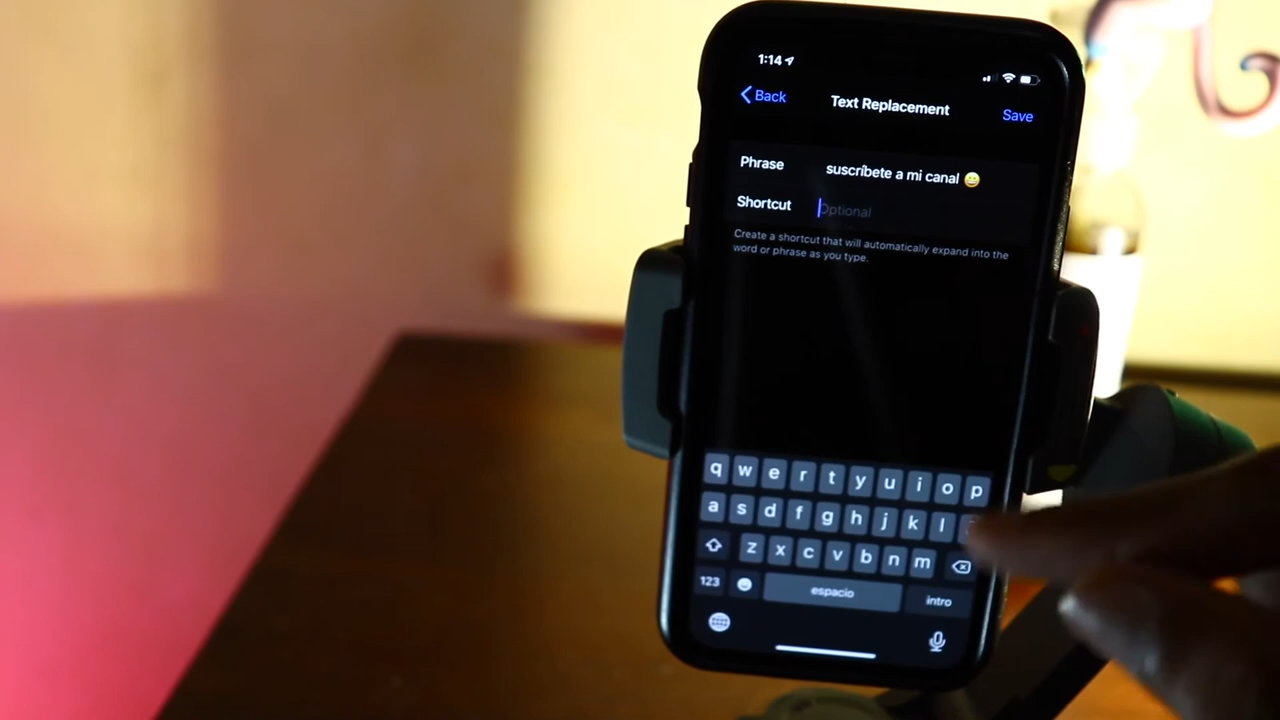 1:14
Back
Text Replacement
Save
Phrase
suscríbete a mi canal 😀
Shortcut
Optional
Create a shortcut that will automatically expand into the
word or phrase as you type.
q w e r t y u i o p
a s d f g h j k l
z x c v b n m
123
espacio
intro